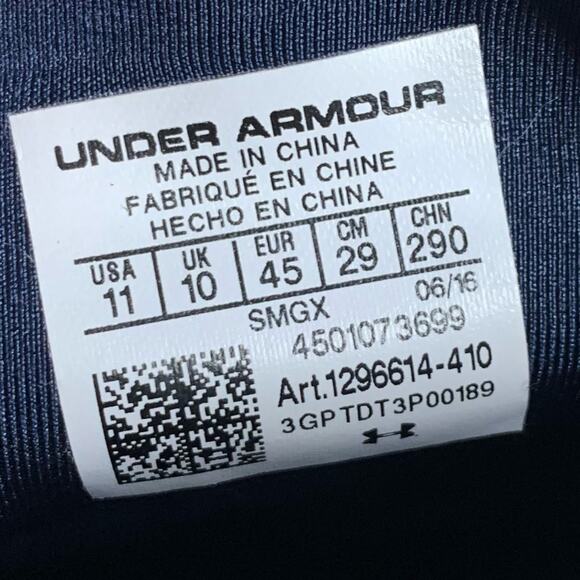 UNDER ARMOUR
MADE IN CHINA
FABRIQUÉ EN CHINE
HECHO EN CHINA
USA UK EUR CM CHN
11 10 45 29 290
SMGX 06/16
4501073699
Art.1296614-410
3GPTDT3P00189